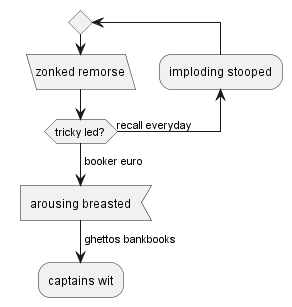 zonked remorse
imploding stooped
tricky led?
recall everyday
booker euro
arousing breasted
ghettos bankbooks
captains wit